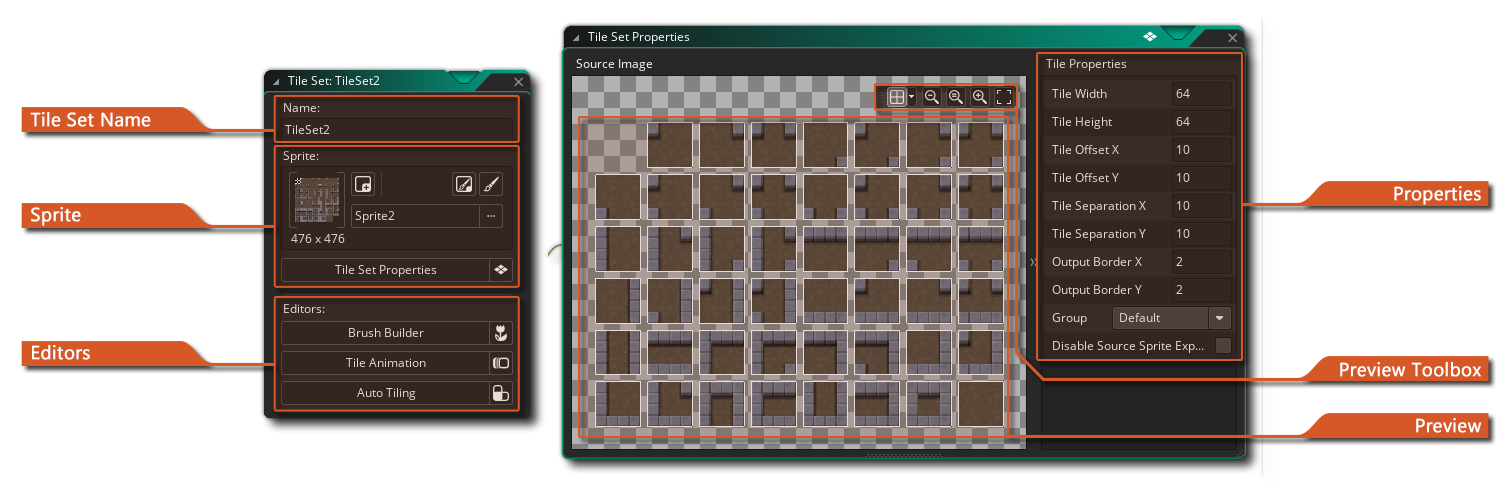 Tile Set Name
Sprite
Editors
Tile Set: TileSet2
Name:
TileSet2
Sprite:
Sprite2
...
476 x 476
Tile Set Properties
Editors:
Brush Builder
Tile Animation
Auto Tiling
Tile Set Properties
Source Image
Tile Properties
Tile Width 64
Tile Height 64
Tile Offset X 10
Tile Offset Y 10
Tile Separation X 10
Tile Separation Y 10
Output Border X 2
Output Border Y 2
Group Default
Disable Source Sprite Exp...
Properties
Preview Toolbox
Preview